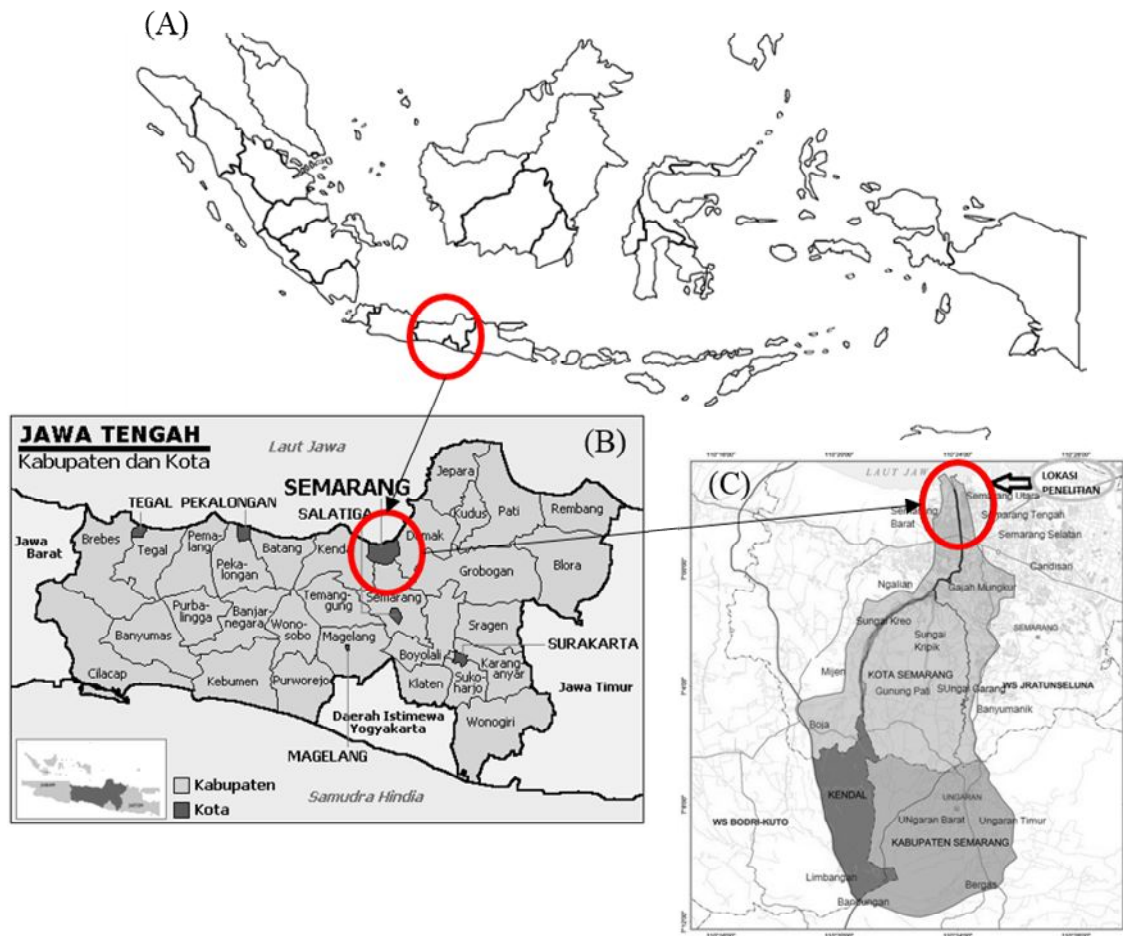 (A)
JAWA TENGAH
Kabupaten dan Kota
Laut Jawa
(B)
SEMARANG
TEGAL PEKALONGAN
SALATIGA
Jepara
Kudus
Pati
Rembang
Jawa
Barat
Brebes
Tegal
Pema-
lang
Peka-
longan
Batang
Kenda
Demak
Grobogan
Blora
Temang-
gung
Semarang
Purba-
lingga
Banjar-
negara
Wono-
sobo
Banyumas
Magelang
Boyolali
Sragen
SURAKARTA
Cilacap
Kebumen
Purworejo
Klaten
Suko-
harjo
Karang-
anyar
Jawa Timur
Daerah Istimewa
Yogyakarta
Wonogiri
MAGELANG
Kabupaten
Kota
Samudra Hindia
(C)
LAUT JAW
LOKASI
PENELITIAN
Semarang Utara
Semarang
Barat
Semarang Tengah
Semarang Selatan
Candisari
Ngalian
Gajah Mungkur
Sungai Kreo
Sungai
Kripik
SEMARANG
Mijen
KOTA SEMARANG
Gunung Pati
SUngai Garang
WS JRATUNSELUNA
Banyumanik
Boja
KENDAL
UNGARAN
WS BODRI-KUTO
UNgaran Barat
Ungaran Timur
KABUPATEN SEMARANG
Limbangan
Bergas
Bandungan